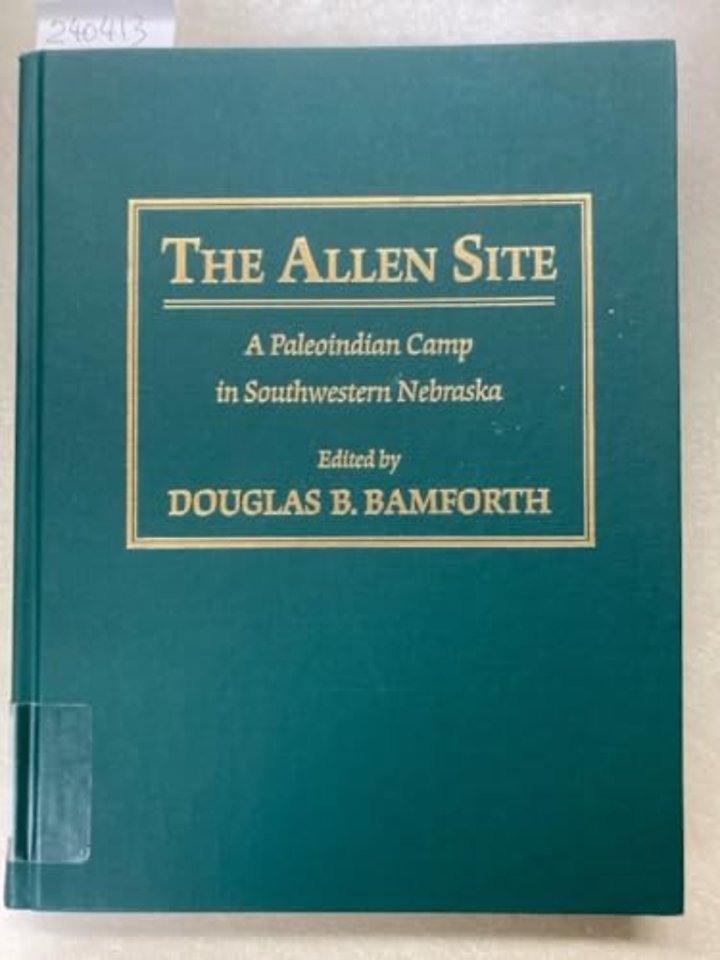 240413
THE ALLEN SITE
A Paleoindian Camp
in Southwestern Nebraska
Edited by
DOUGLAS B. BAMFORTH